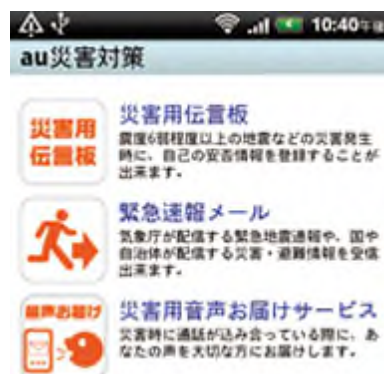 10:40午前
au災害対策
災害用
伝言板
災害用伝言板
震度6弱程度以上の地震などの災害発生
時に、自己の安否情報を登録することが
出来ます。
緊急速報メール
気象庁が配信する緊急地震速報や、国や
自治体が配信する災害・避難情報を受信
出来ます。
音声お届け
災害用音声お届けサービス
災害時に通話が込み合っている際に、あ
なたの声を大切な方にお届けします。